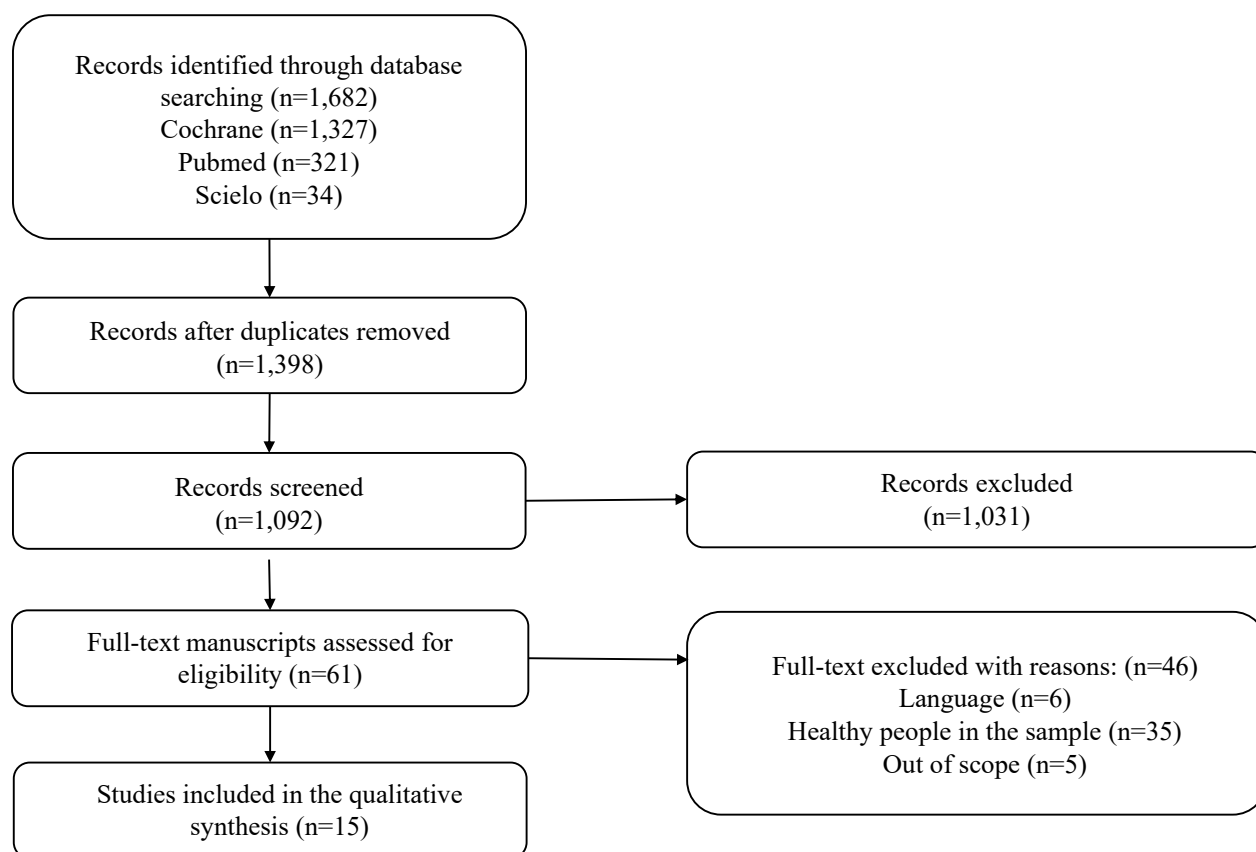 Records identified through database
searching (n=1,682)
Cochrane (n=1,327)
Pubmed (n=321)
Scielo (n=34)
Records after duplicates removed
(n=1,398)
Records screened
(n=1,092)
Records excluded
(n=1,031)
Full-text manuscripts assessed for
eligibility (n=61)
Full-text excluded with reasons: (n=46)
Language (n=6)
Healthy people in the sample (n=35)
Out of scope (n=5)
Studies included in the qualitative
synthesis (n=15)